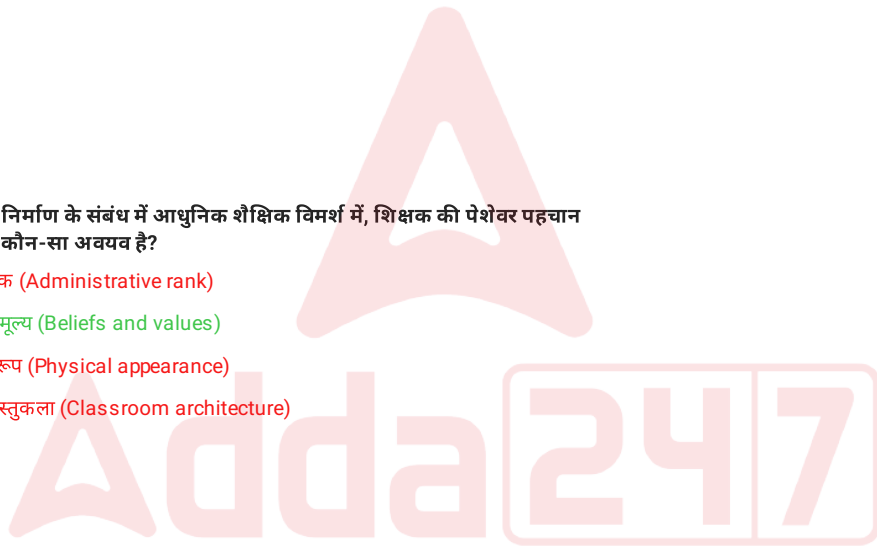 निर्माण के संबंध में आधुनिक शैक्षिक विमर्श में, शिक्षक की पेशेवर पहचान
कौन-सा अवयव है?
क (Administrative rank)
मूल्य (Beliefs and values)
रूप (Physical appearance)
स्तुकला (Classroom architecture)
Adda247